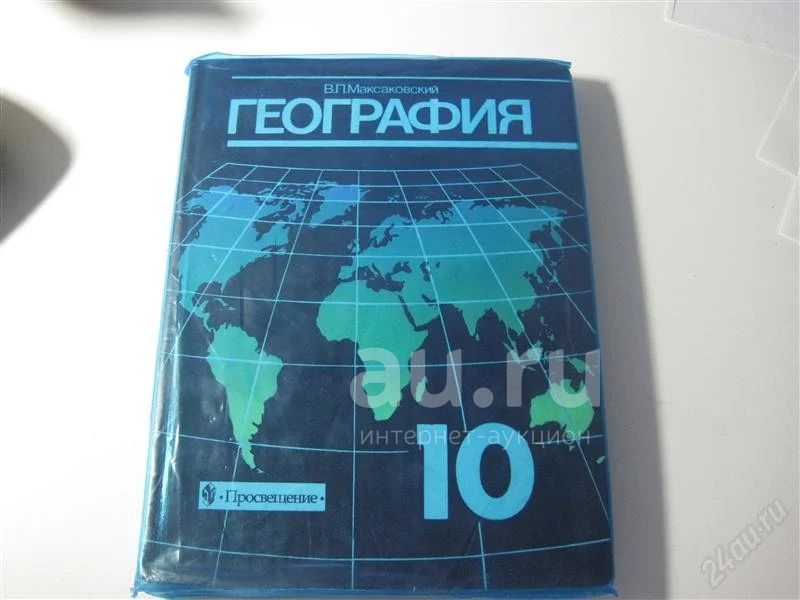 В.П.Максаковский
ГЕОГРАФИЯ
au.ru
интернет-аукцион
10
• Просвещение •
24au.ru